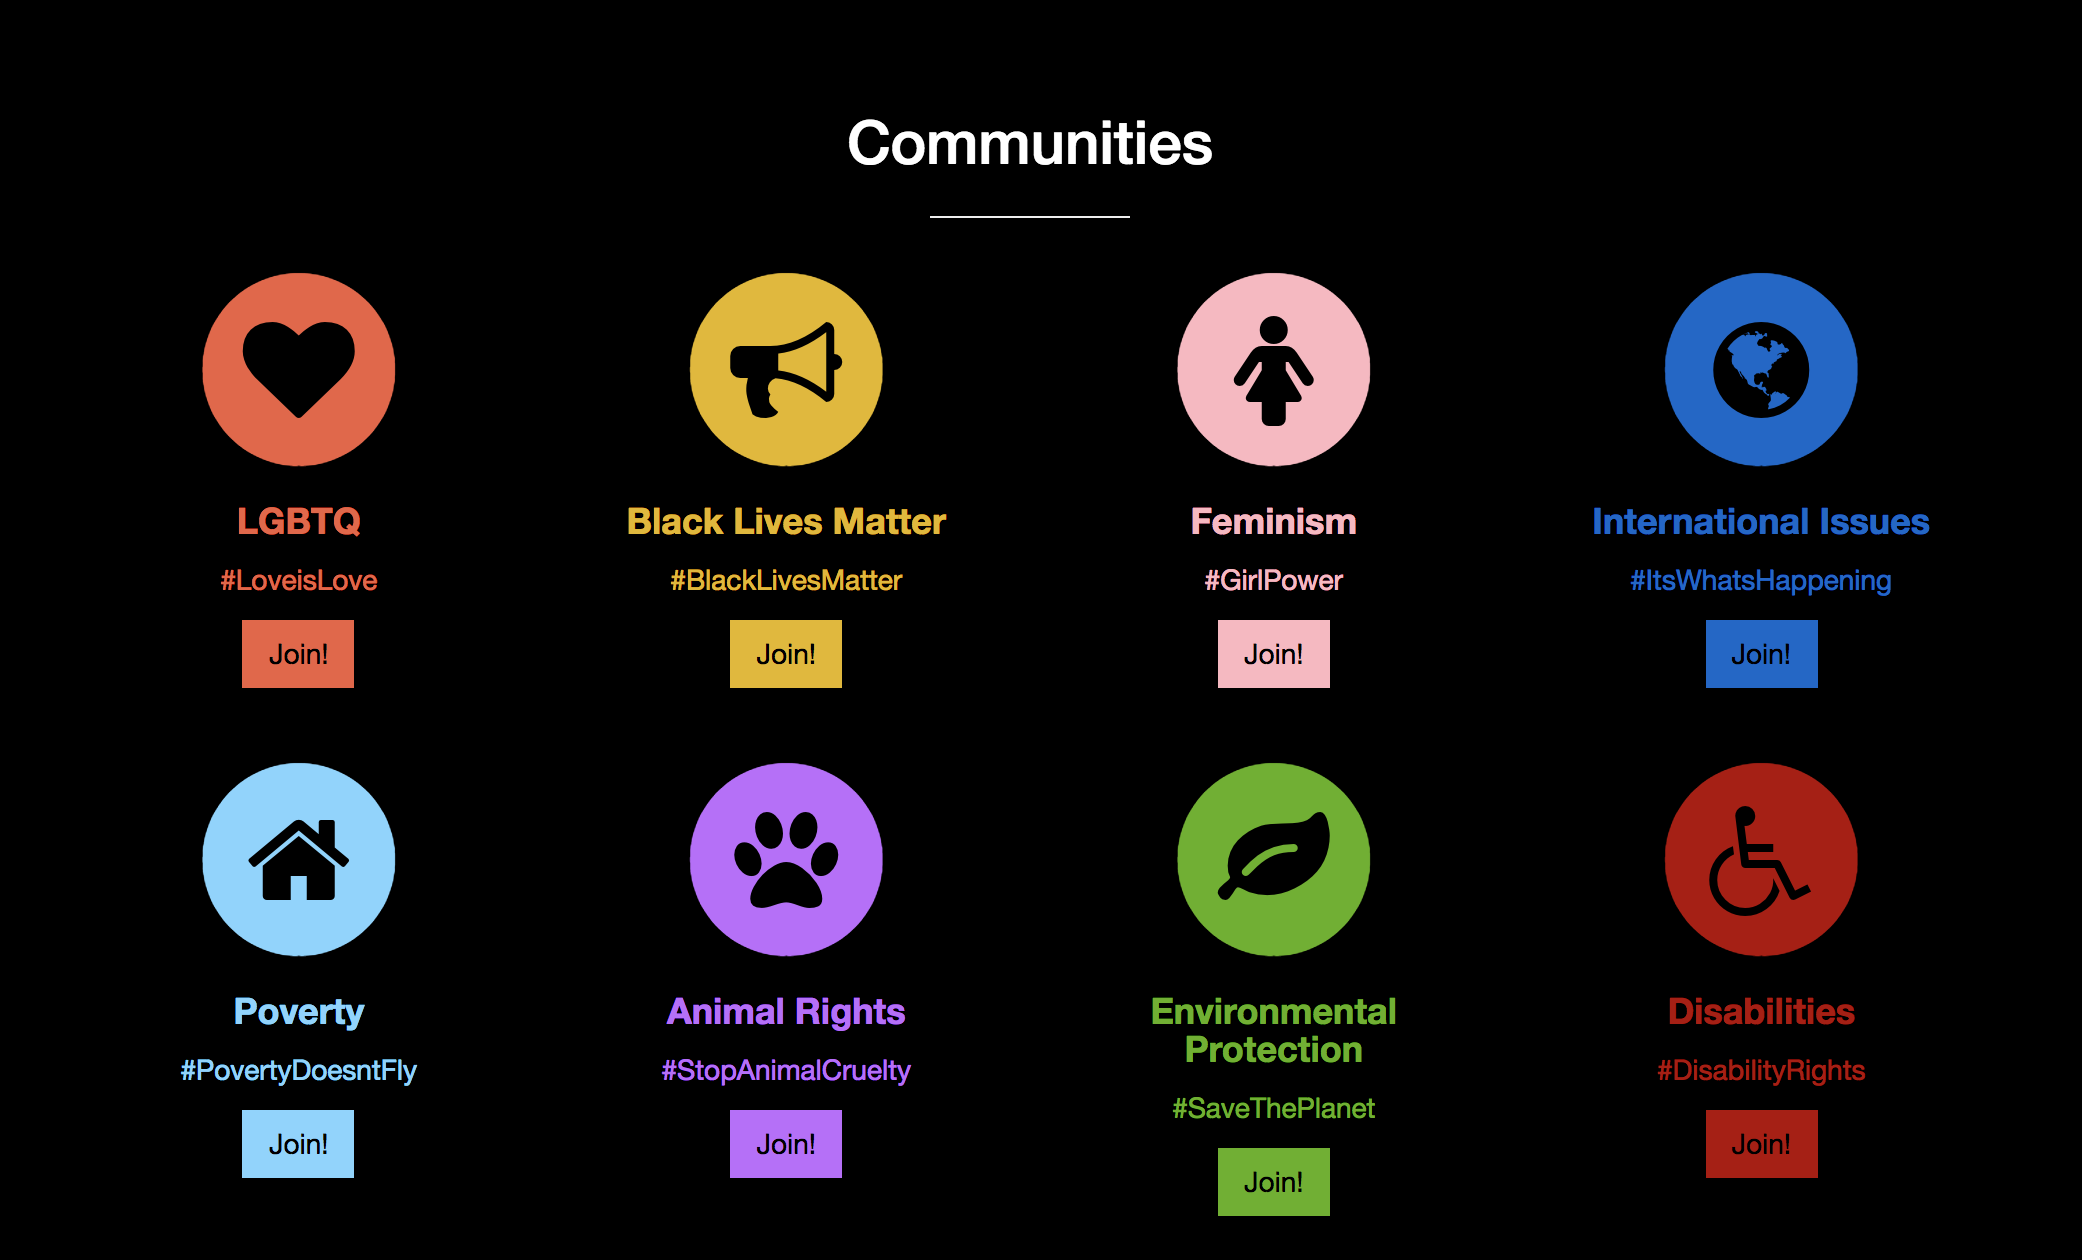 Communities
LGBTQ
#LoveisLove
Join!
Black Lives Matter
#BlackLivesMatter
Join!
Feminism
#GirlPower
Join!
International Issues
#ItsWhatsHappening
Join!
Poverty
#PovertyDoesntFly
Join!
Animal Rights
#StopAnimalCruelty
Join!
Environmental
Protection
#SaveThePlanet
Join!
Disabilities
#DisabilityRights
Join!